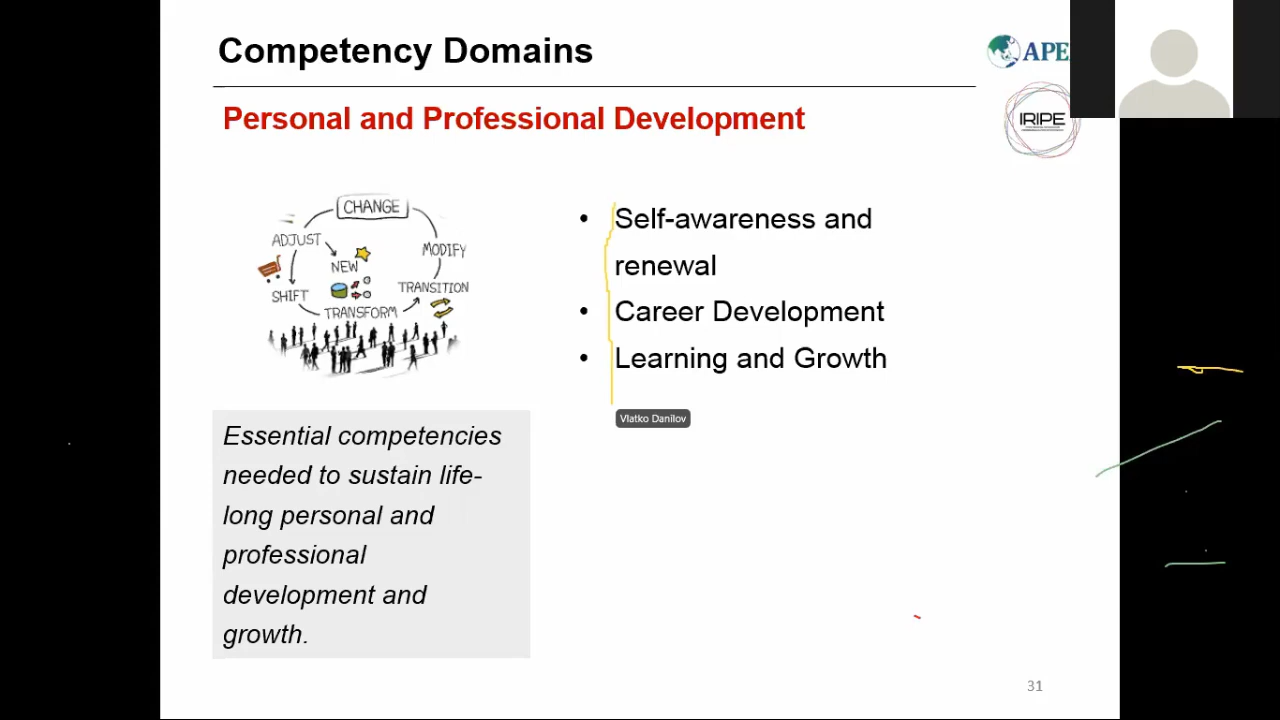 Competency Domains
APE
Personal and Professional Development
IRIPE
CHANGE
ADJUST
MODIFY
NEW
SHIFT
TRANSITION
TRANSFORM
• Self-awareness and
renewal
• Career Development
• Learning and Growth
Vlatko Danilov
Essential competencies
needed to sustain life-
long personal and
professional
development and
growth.
31